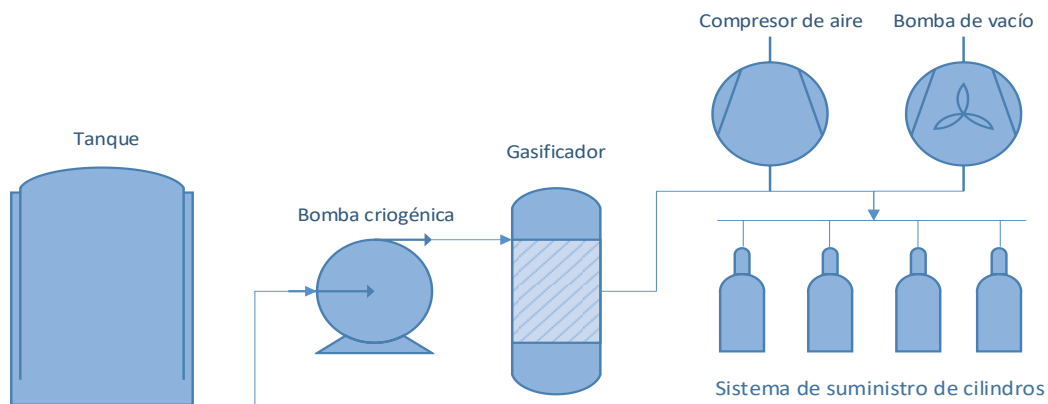 Compresor de aire
Bomba de vacío
Tanque
Gasificador
Bomba criogénica
Sistema de suministro de cilindros